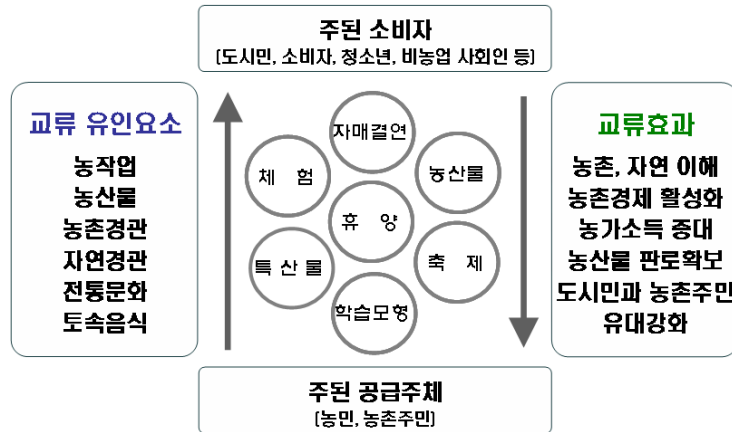 주된 소비자
(도시민, 소비자, 청소년, 비농업 사회인 등)
교류 유인요소
농작업
농산물
농촌경관
자연경관
전통문화
토속음식
자매결연
체 험
농산물
휴 양
특 산 물
축 제
학습모형
교류효과
농촌, 자연 이해
농촌경제 활성화
농가소득 증대
농산물 판로확보
도시민과 농촌주민
유대강화
주된 공급주체
(농민, 농촌주민)